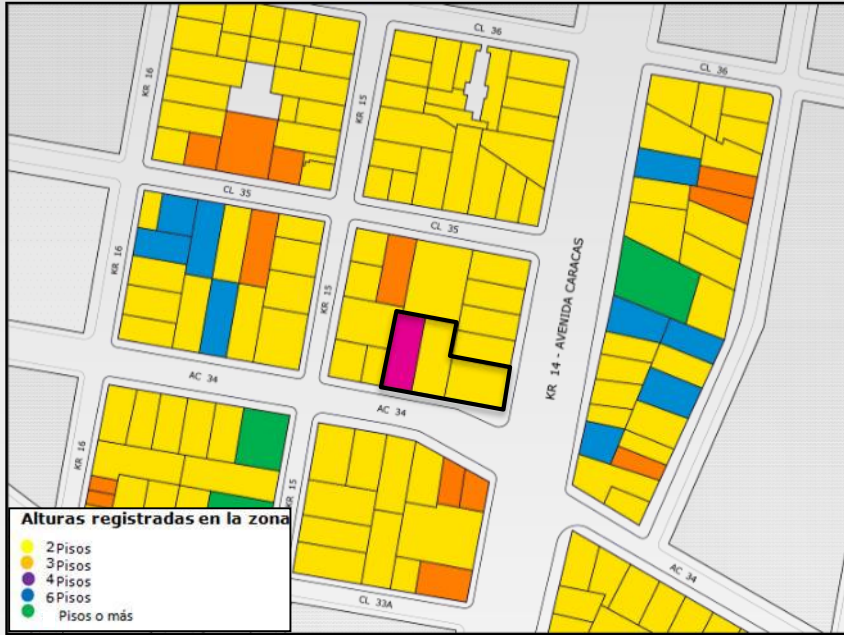 CL 36
KR 16
KR 15
CL 36
CL 35
CL 35
KR 16
KR 15
KR 14 - AVENIDA CARACAS
AC 34
AC 34
KR 16
KR 15
AC 34
CL 33A
Alturas registradas en la zona
2 Pisos
3 Pisos
4 Pisos
6 Pisos
Pisos o más